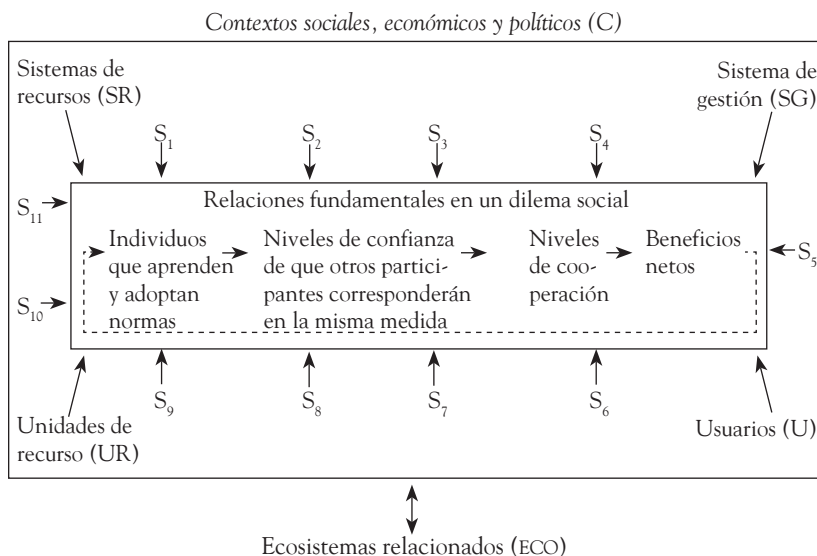 Contextos sociales, económicos y políticos (C)
Sistemas de
recursos (SR)
Sistema de
gestión (SG)
S1
S2
S3
S4
S11
Relaciones fundamentales en un dilema social
Individuos
que aprenden
y adoptan
normas
Niveles de confianza
de que otros partici-
pantes corresponderán
en la misma medida
Niveles
de coo-
peración
Beneficios
netos
S5
S10
S9
S8
S7
S6
Unidades de
recurso (UR)
Usuarios (U)
Ecosistemas relacionados (ECO)